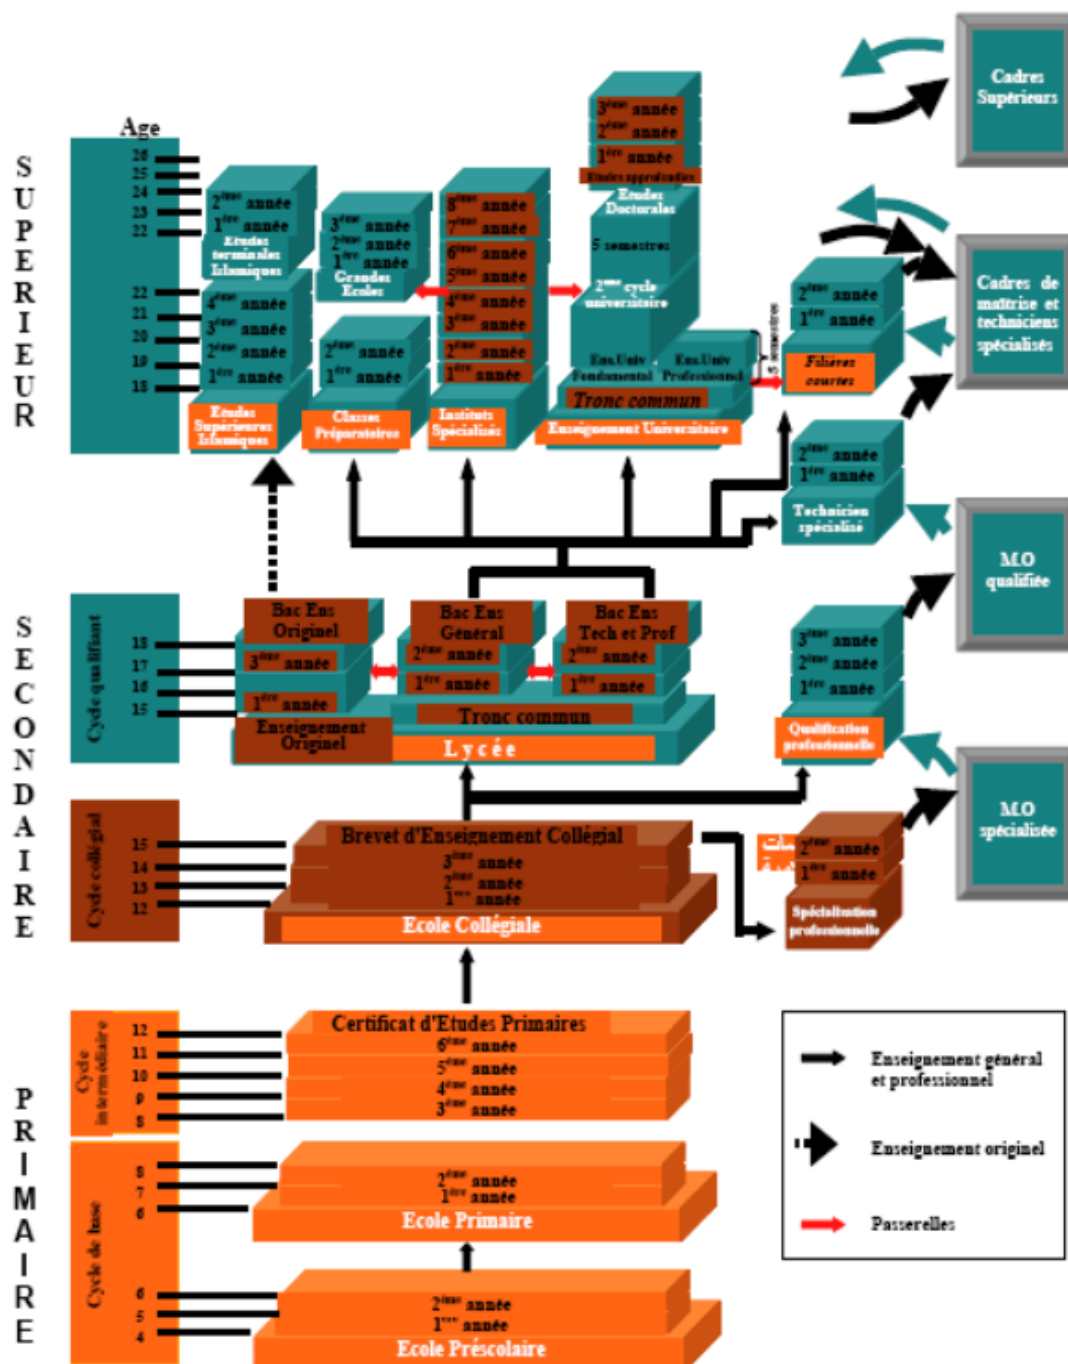 SUPERIEUR
Age
26
25
24
23
22
22
21
20
19
18
2ème année
1ère année
Etudes
terminales
Islamiques
4ème année
3ème année
2ème année
1ère année
Etudes
Supérieures
Islamiques
3ème année
2ème année
1ère année
Grandes
Ecoles
2ème année
1ère année
Classes
Préparatoires
8ème année
7ème année
6ème année
5ème année
4ème année
3ème année
2ème année
1ère année
Instituts
Spécialisés
3ème année
2ème année
1ère année
Etudes approfondies
Etudes
Doctorales
5 semestres
2ème cycle
universitaire
Ens.Univ
Fondamental
Ens.Univ
Professionnel
Tronc commun
Enseignement Universitaire
5 semestres
2ème année
1ère année
Filières
courtes
2ème année
1ère année
Technicien
spécialisé
Cadres
Supérieurs
Cadres de
maîtrise et
techniciens
spécialisés
M.O
qualifiée
M.O
spécialisée
SECONDAIRE
Cycle qualifiant
18
17
16
15
Bac Ens
Originel
3ème année
1ère année
Enseignement
Originel
Bac Ens
Général
2ème année
1ère année
Bac Ens
Tech et Prof
2ème année
1ère année
Tronc commun
Lycée
3ème année
2ème année
1ère année
Qualification
professionnelle
Cycle collégial
15
14
13
12
Brevet d'Enseignement Collégial
3ème année
2ème année
1ère année
Ecole Collégiale
2ème année
1ère année
Spécialisation
professionnelle
PRIMAIRE
Cycle
intermédiaire
12
11
10
9
8
Certificat d'Etudes Primaires
6ème année
5ème année
4ème année
3ème année
Cycle de base
8
7
6
2ème année
1ère année
Ecole Primaire
6
5
4
2ème année
1ère année
Ecole Préscolaire
Enseignement général
et professionnel
Enseignement originel
Passerelles